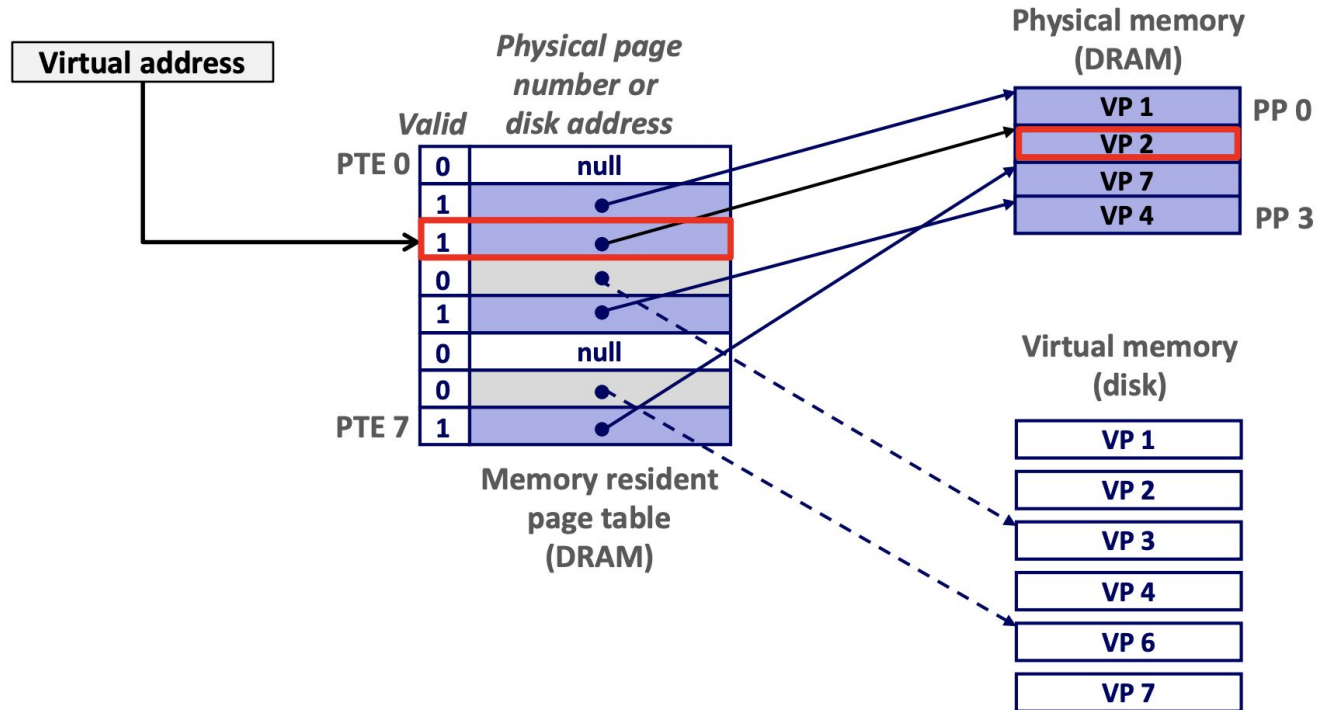 Virtual address
Physical page
number or
disk address
Valid
PTE 0
0
null
1
1
0
1
0
null
0
PTE 7
1
Memory resident
page table
(DRAM)
Physical memory
(DRAM)
VP 1
PP 0
VP 2
VP 7
VP 4
PP 3
Virtual memory
(disk)
VP 1
VP 2
VP 3
VP 4
VP 6
VP 7